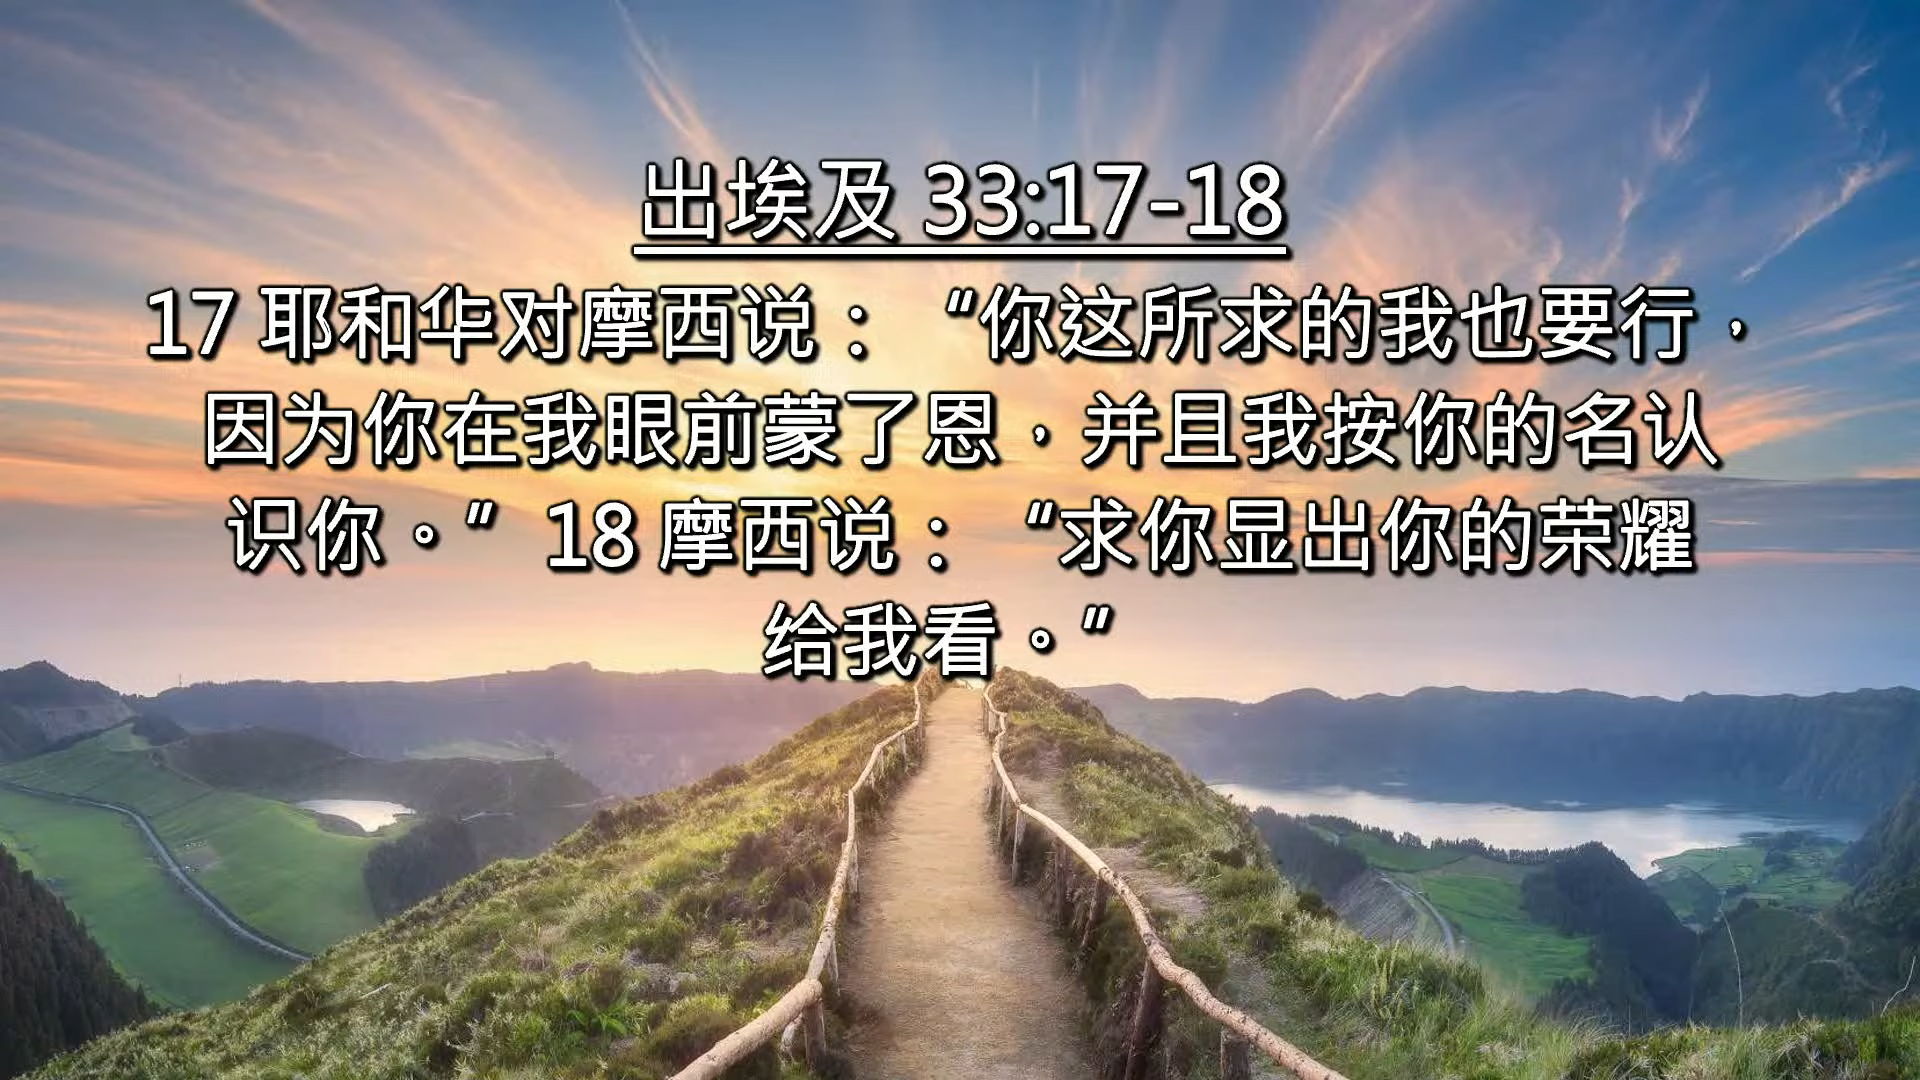 出埃及 33:17-18
17 耶和华对摩西说：“你这所求的我也要行，
因为你在我眼前蒙了恩，并且我按你的名认
识你。” 18 摩西说：“求你显出你的荣耀
给我看。”